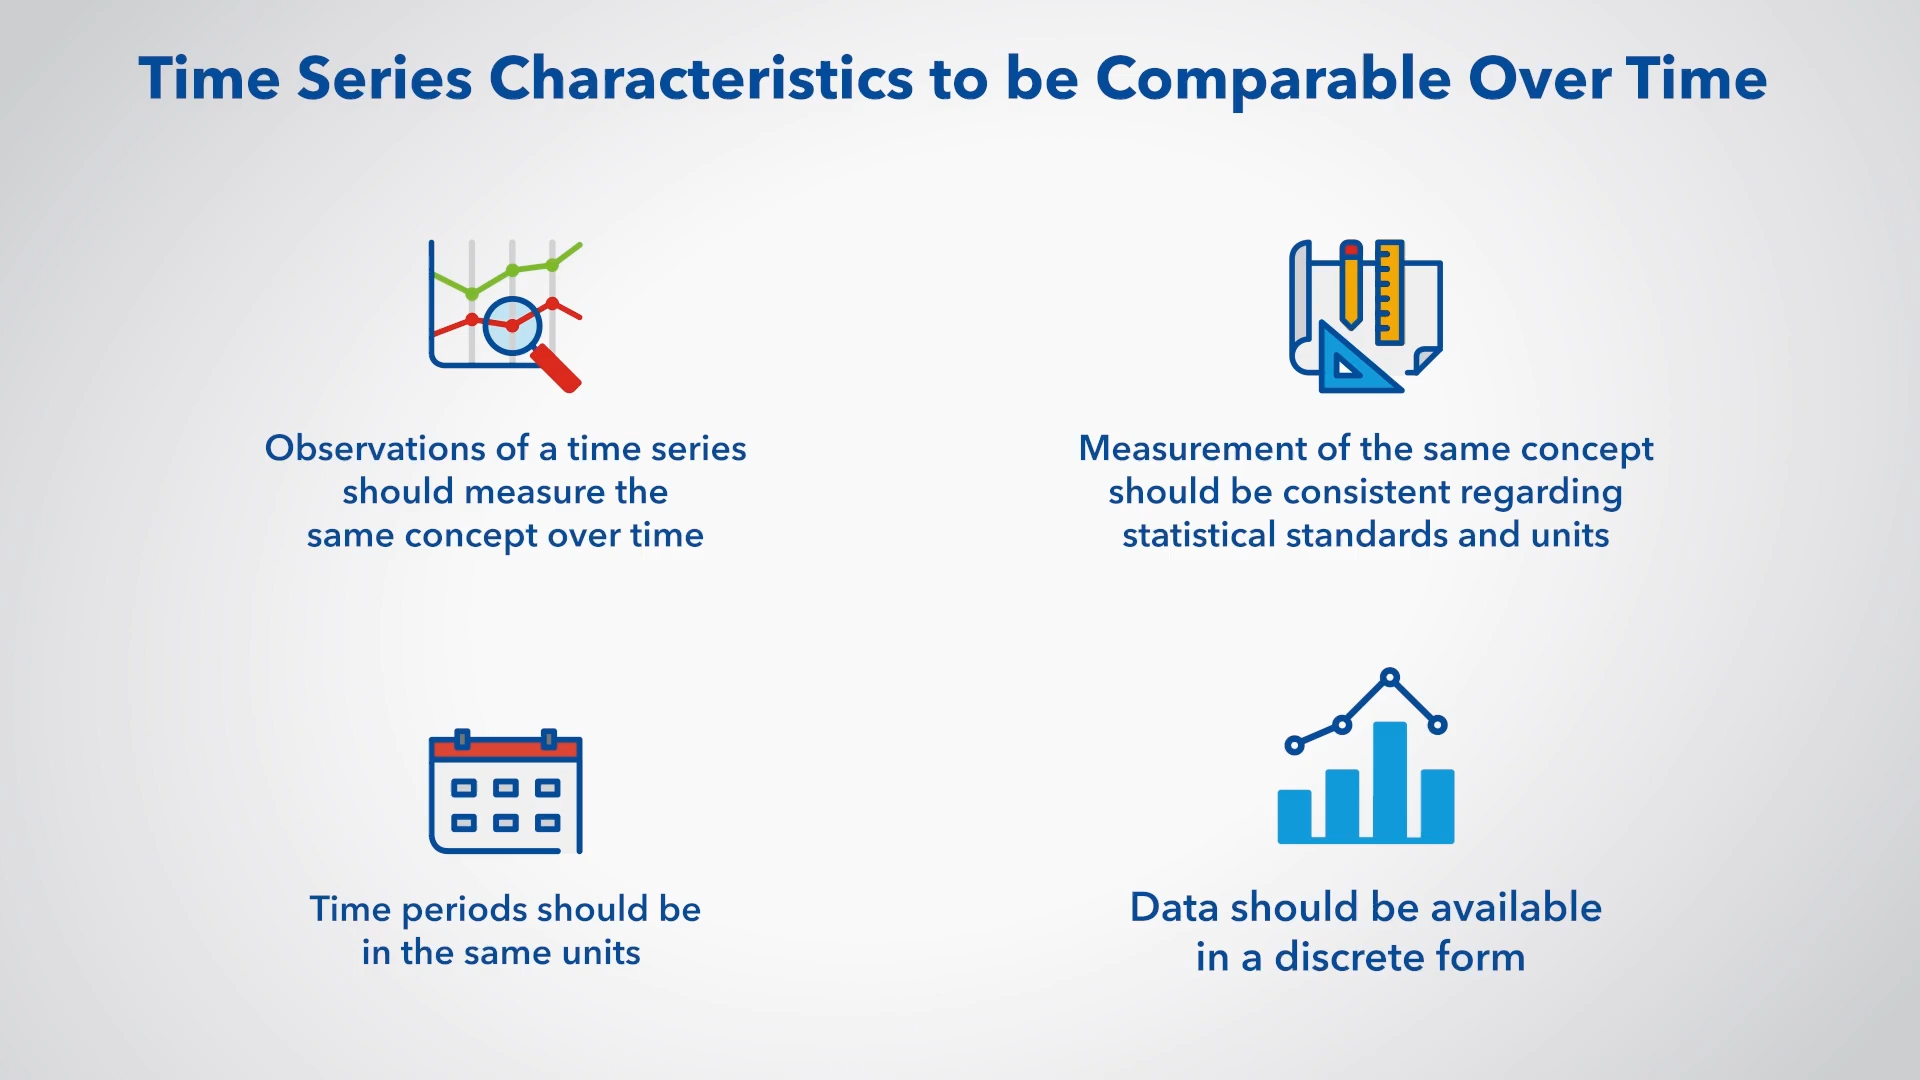 Time Series Characteristics to be Comparable Over Time
Observations of a time series
should measure the
same concept over time
Measurement of the same concept
should be consistent regarding
statistical standards and units
Time periods should be
in the same units
Data should be available
in a discrete form